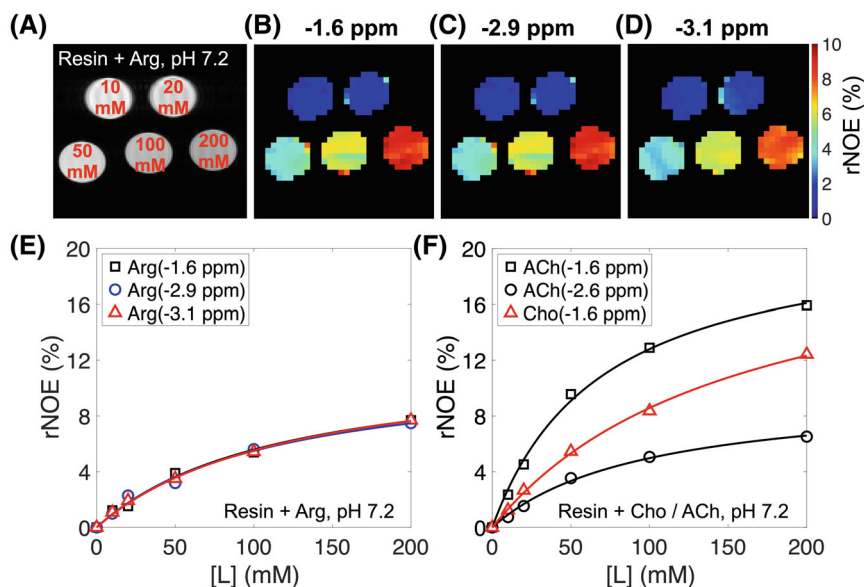 (A)
Resin + Arg, pH 7.2
10 mM
20 mM
50 mM
100 mM
200 mM
(B)
-1.6 ppm
(C)
-2.9 ppm
(D)
-3.1 ppm
10
8
6
4
2
0
rNOE (%)
(E)
20
16
12
8
4
0
rNOE (%)
Arg(-1.6 ppm)
Arg(-2.9 ppm)
Arg(-3.1 ppm)
Resin + Arg, pH 7.2
0
50
100
150
200
[L] (mM)
(F)
20
16
12
8
4
0
rNOE (%)
ACh(-1.6 ppm)
ACh(-2.6 ppm)
Cho(-1.6 ppm)
Resin + Cho / ACh, pH 7.2
0
50
100
150
200
[L] (mM)